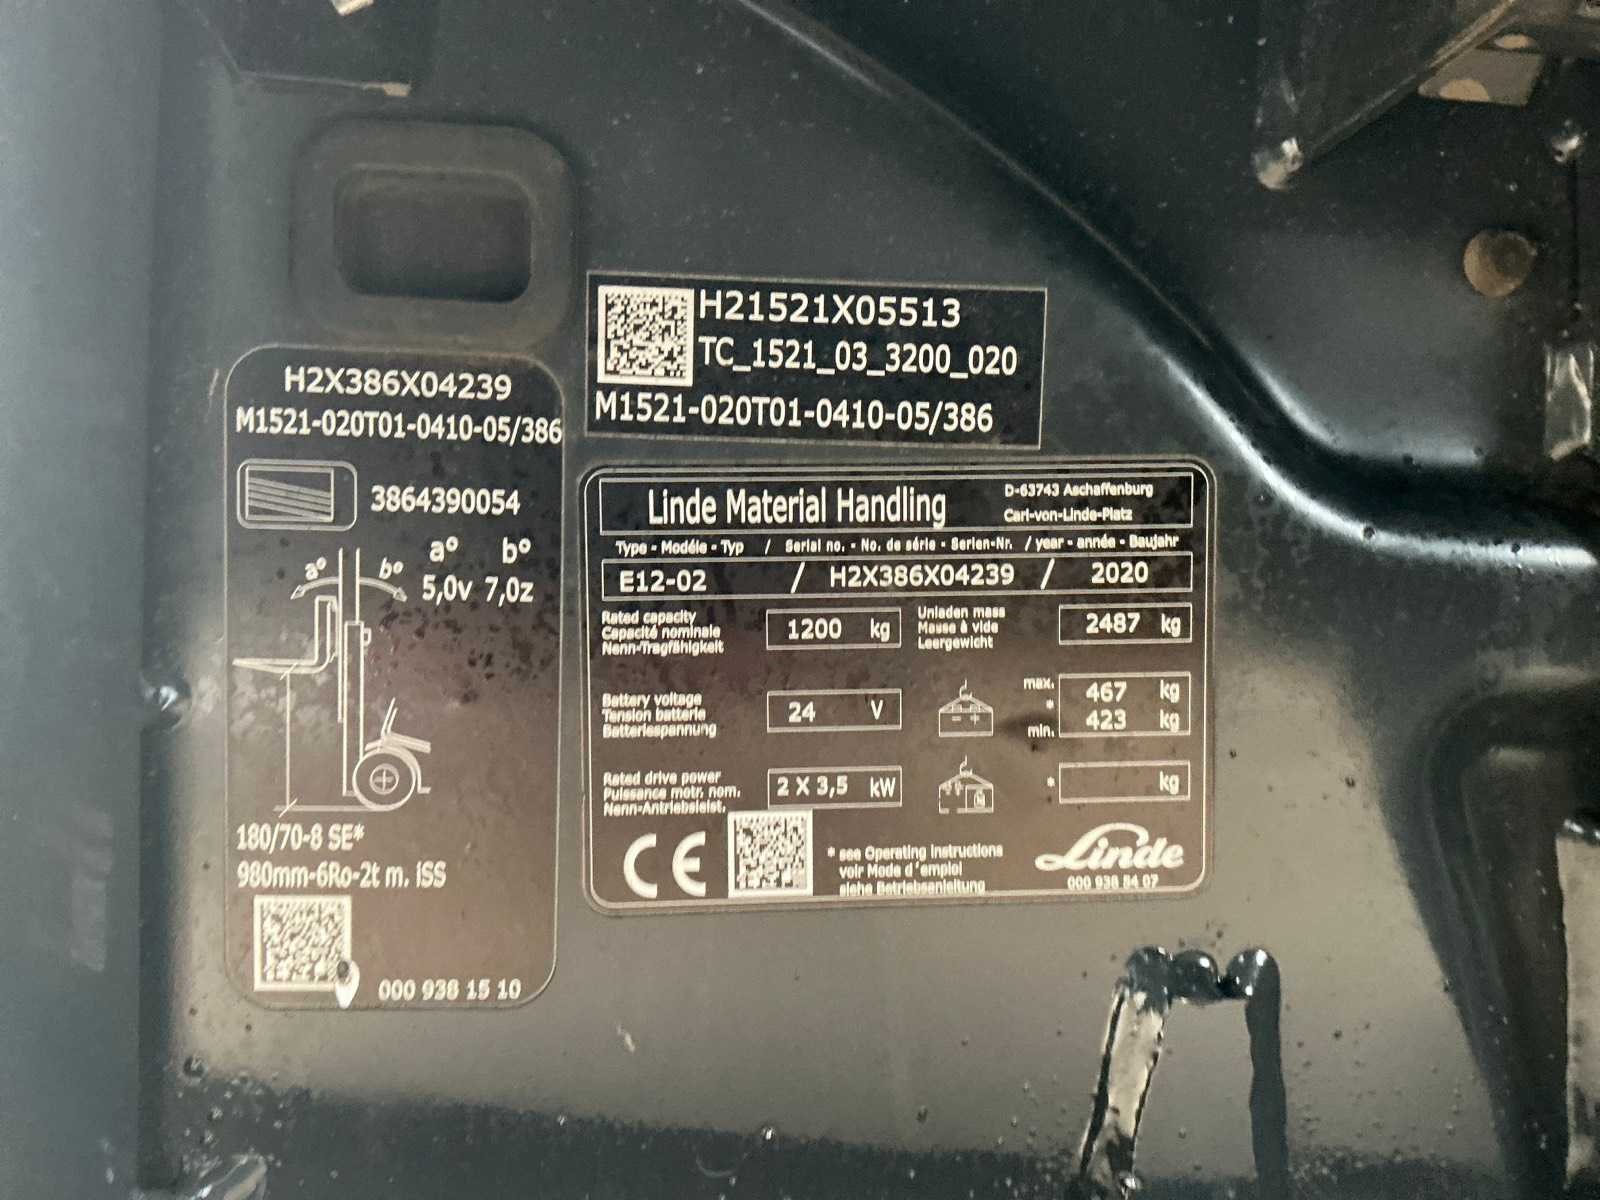 H21521X05513
TC_1521_03_3200_020
M1521-020T01-0410-05/386
H2X386X04239
M1521-020T01-0410-05/386
3864390054
a° b°
a° b°
5,0v 7,0z
180/70-8 SE*
980mm-6Ro-2t m. iSS
000 938 15 10
Linde Material Handling
D-63743 Aschaffenburg
Carl-von-Linde-Platz
Type - Modéle - Typ / Serial no. - No. de série - Serien-Nr. / year - année - Baujahr
E12-02 / H2X386X04239 / 2020
Rated capacity
Capacité nominale
Nenn-Tragfähigkeit
1200 kg
Unladen mass
Masse à vide
Leergewicht
2487 kg
Battery voltage
Tension batterie
Batteriespannung
24 V
max. 467 kg
*
min. 423 kg
Rated drive power
Puissance motr. nom.
Nenn-Antriebsleist.
2 X 3,5 kW
* kg
CE
* see Operating instructions
voir Mode d'emploi
siehe Betriebsanleitung
Linde
000 938 54 07